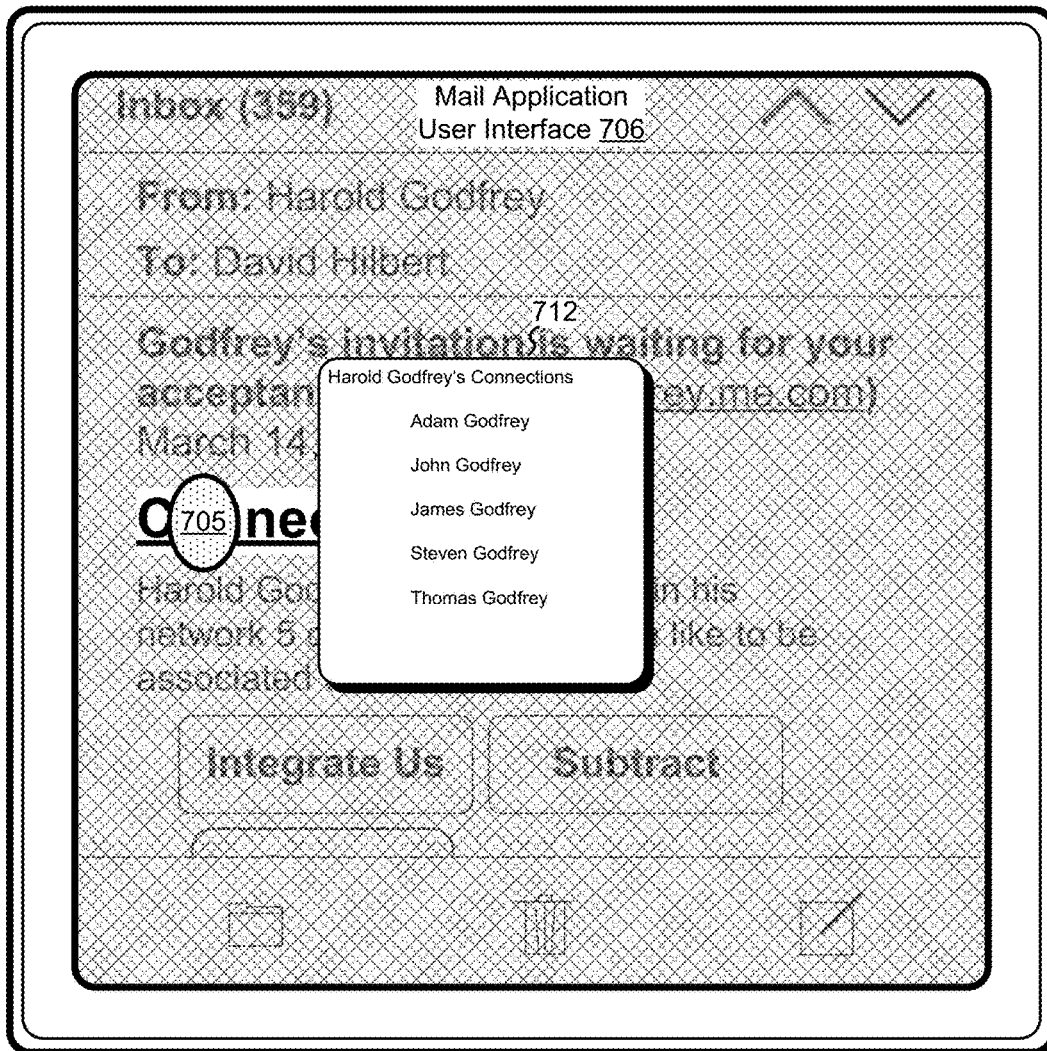 Inbox (359)
Mail Application
User Interface 706
From: Harold Godfrey
To: David Hilbert
712
Godfrey's invitation is waiting for your
acceptan rey.me.com)
March 14,
Harold Godfrey's Connections
Adam Godfrey
John Godfrey
James Godfrey
Steven Godfrey
Thomas Godfrey
C 705 nec
Harold God in his
network 5 like to be
associated
Integrate Us Subtract